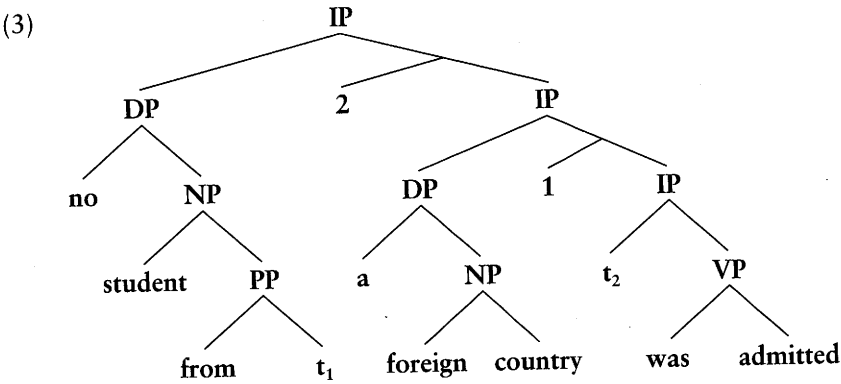 (3) IP
DP 2 IP
no NP DP 1 IP
student PP a NP t₂ VP
from t₁ foreign country was admitted